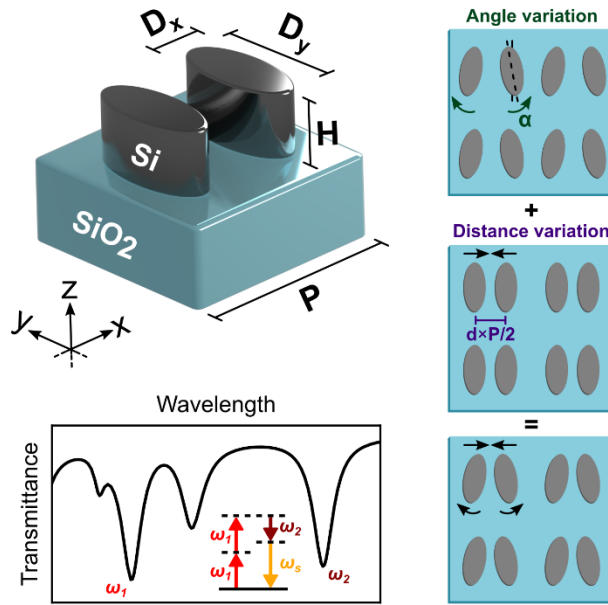 Dx
Dy
H
Si
SiO2
P
z
y
x
Angle variation
α
+
Distance variation
d×P/2
=
Wavelength
Transmittance
ω1
ω1
ω1
ω2
ωs
ω2